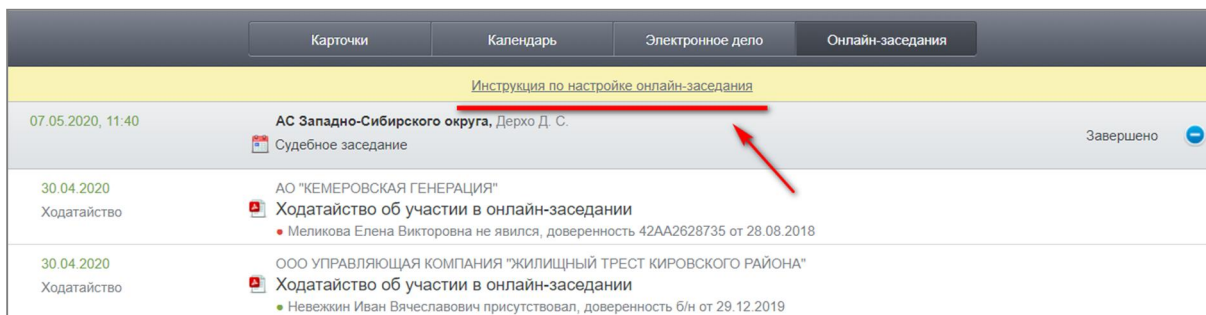 Карточки Календарь Электронное дело Онлайн-заседания
Инструкция по настройке онлайн-заседания
07.05.2020, 11:40 АС Западно-Сибирского округа, Дерхо Д. С.
Судебное заседание Завершено
30.04.2020 АО "КЕМЕРОВСКАЯ ГЕНЕРАЦИЯ"
Ходатайство Ходатайство об участии в онлайн-заседании
• Меликова Елена Викторовна не явился, доверенность 42АА2628735 от 28.08.2018
30.04.2020 ООО УПРАВЛЯЮЩАЯ КОМПАНИЯ "ЖИЛИЩНЫЙ ТРЕСТ КИРОВСКОГО РАЙОНА"
Ходатайство Ходатайство об участии в онлайн-заседании
• Невежкин Иван Вячеславович присутствовал, доверенность б/н от 29.12.2019